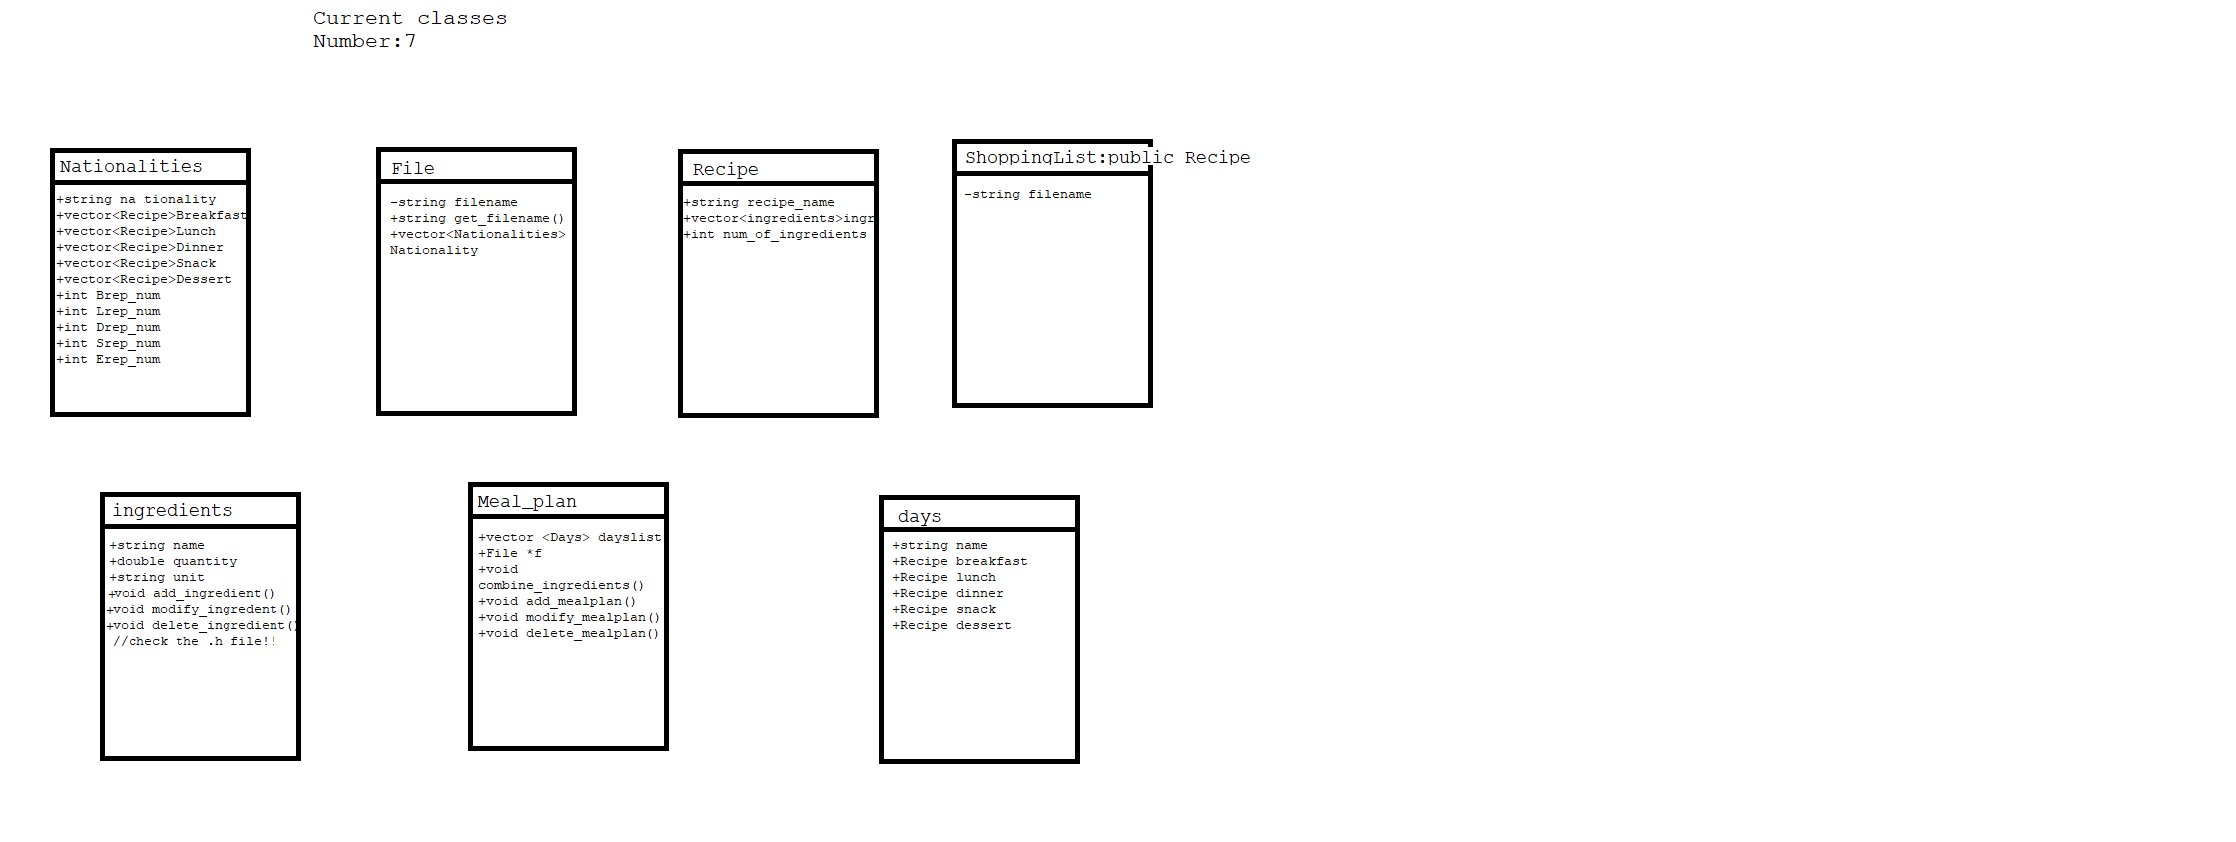 Current classes
Number:7
Nationalities
+string na tionality
+vector<Recipe>Breakfast
+vector<Recipe>Lunch
+vector<Recipe>Dinner
+vector<Recipe>Snack
+vector<Recipe>Dessert
+int Brep_num
+int Lrep_num
+int Drep_num
+int Srep_num
+int Erep_num
File
-string filename
+string get_filename()
+vector<Nationalities>
Nationality
Recipe
+string recipe_name
+vector<ingredients>ingr
+int num_of_ingredients
ShoppingList:public Recipe
-string filename
ingredients
+string name
+double quantity
+string unit
+void add_ingredient()
+void modify_ingredent()
+void delete_ingredient()
//check the .h file!!
Meal_plan
+vector <Days> dayslist
+File *f
+void
combine_ingredients()
+void add_mealplan()
+void modify_mealplan()
+void delete_mealplan()
days
+string name
+Recipe breakfast
+Recipe lunch
+Recipe dinner
+Recipe snack
+Recipe dessert